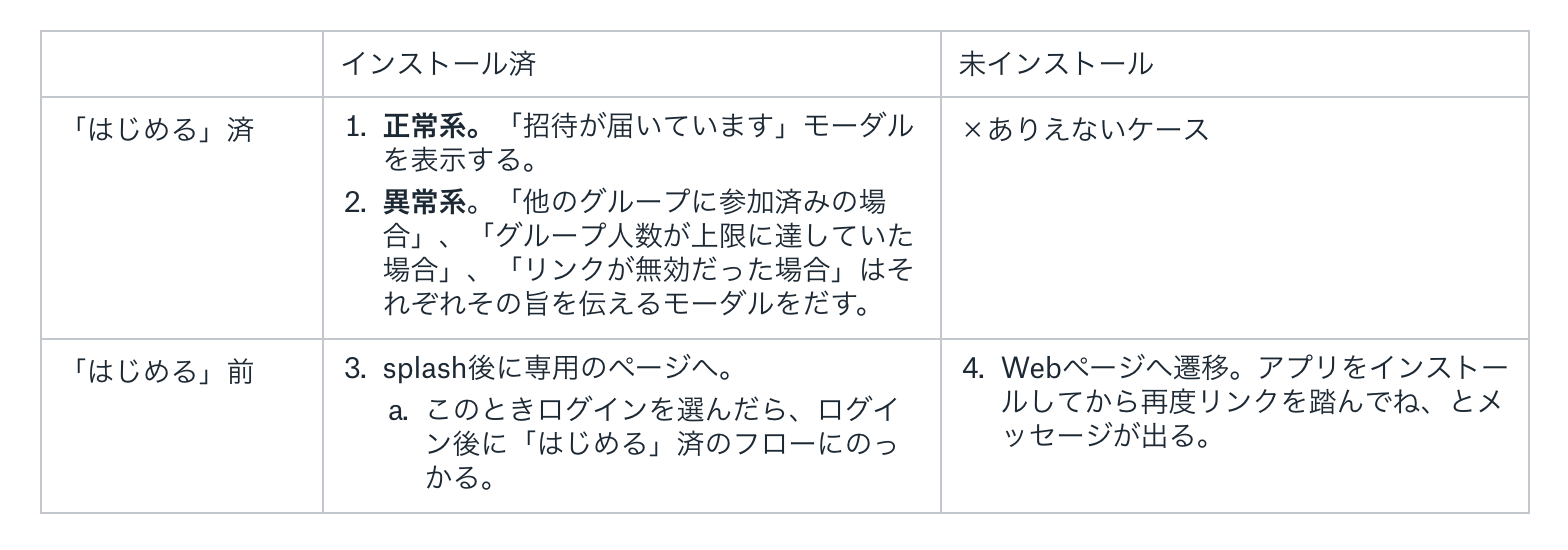 インストール済
未インストール
「はじめる」済
1. 正常系。「招待が届いています」モーダル
を表示する。
2. 異常系。「他のグループに参加済みの場
合」、「グループ人数が上限に達していた
場合」、「リンクが無効だった場合」はそ
れぞれその旨を伝えるモーダルをだす。
×ありえないケース
「はじめる」前
3. splash後に専用のページへ。
a. このときログインを選んだら、ログイ
ン後に「はじめる」済のフローにのっ
かる。
4. Webページへ遷移。アプリをインストー
ルしてから再度リンクを踏んでね、とメ
ッセージが出る。